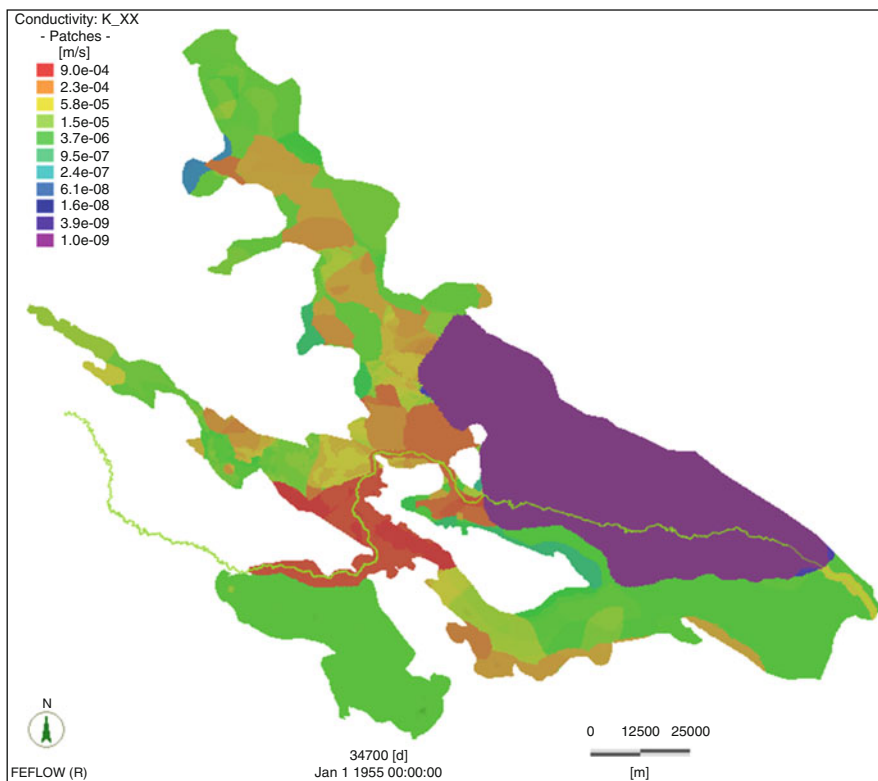 Conductivity: K_XX
- Patches -
[m/s]
9.0e-04
2.3e-04
5.8e-05
1.5e-05
3.7e-06
9.5e-07
2.4e-07
6.1e-08
1.6e-08
3.9e-09
1.0e-09
N
FEFLOW (R)
34700 [d]
Jan 1 1955 00:00:00
0 12500 25000
[m]